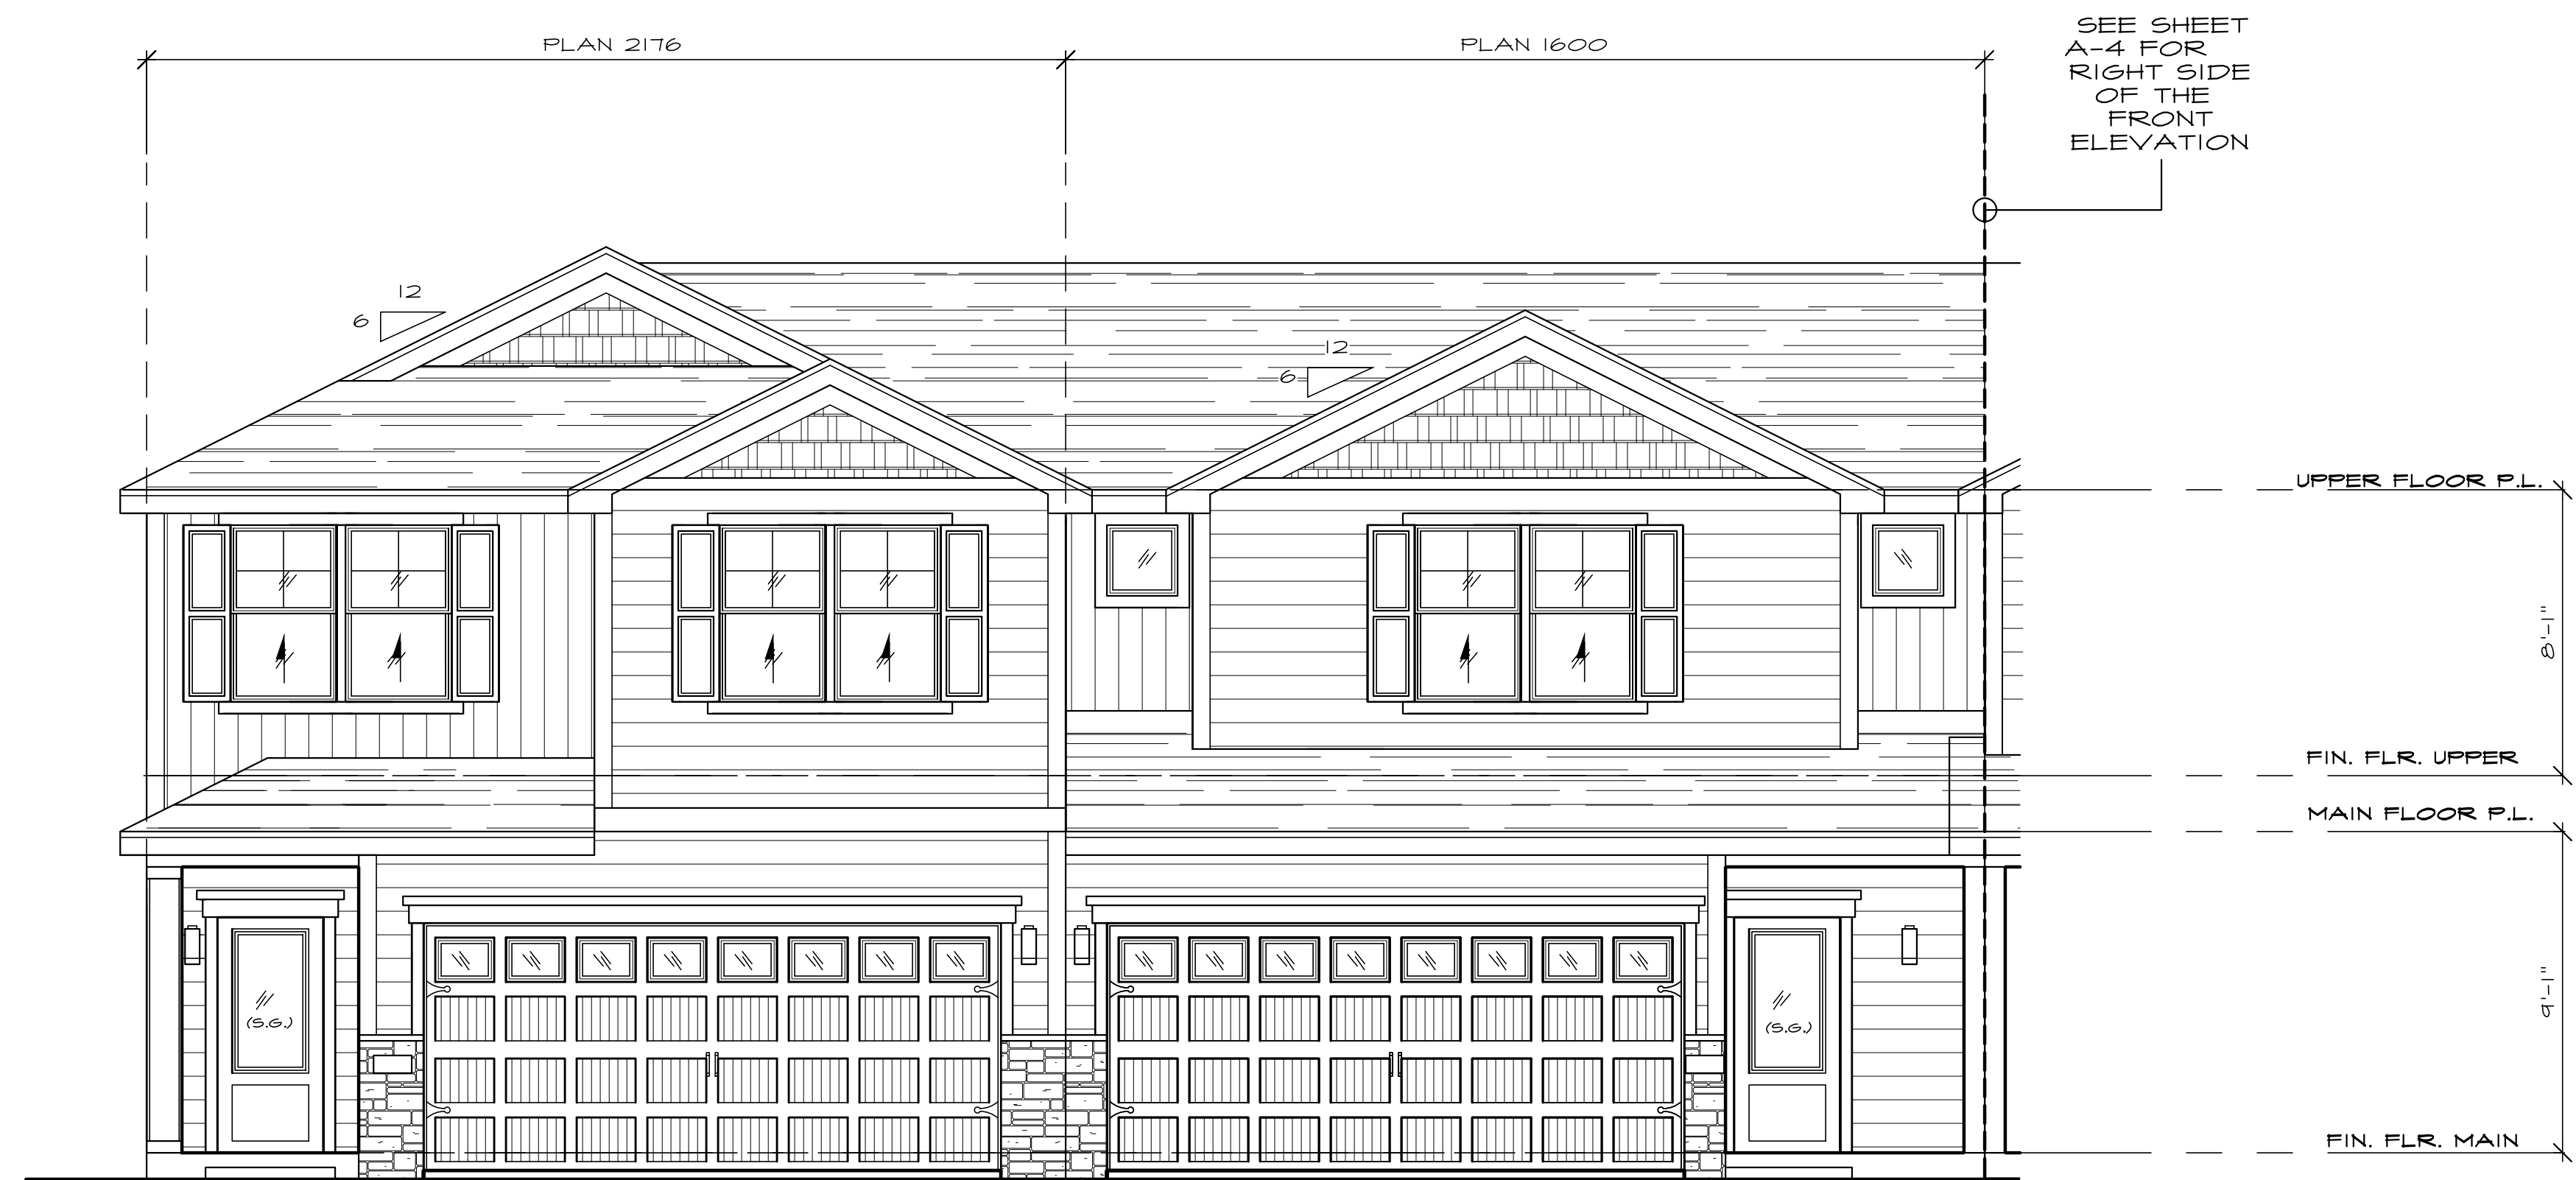 PLAN 2176
PLAN 1600
SEE SHEET
A-4 FOR
RIGHT SIDE
OF THE
FRONT
ELEVATION
12
6
12
6
UPPER FLOOR P.L.
8'-1"
FIN. FLR. UPPER
MAIN FLOOR P.L.
9'-1"
(S.G.)
(S.G.)
FIN. FLR. MAIN